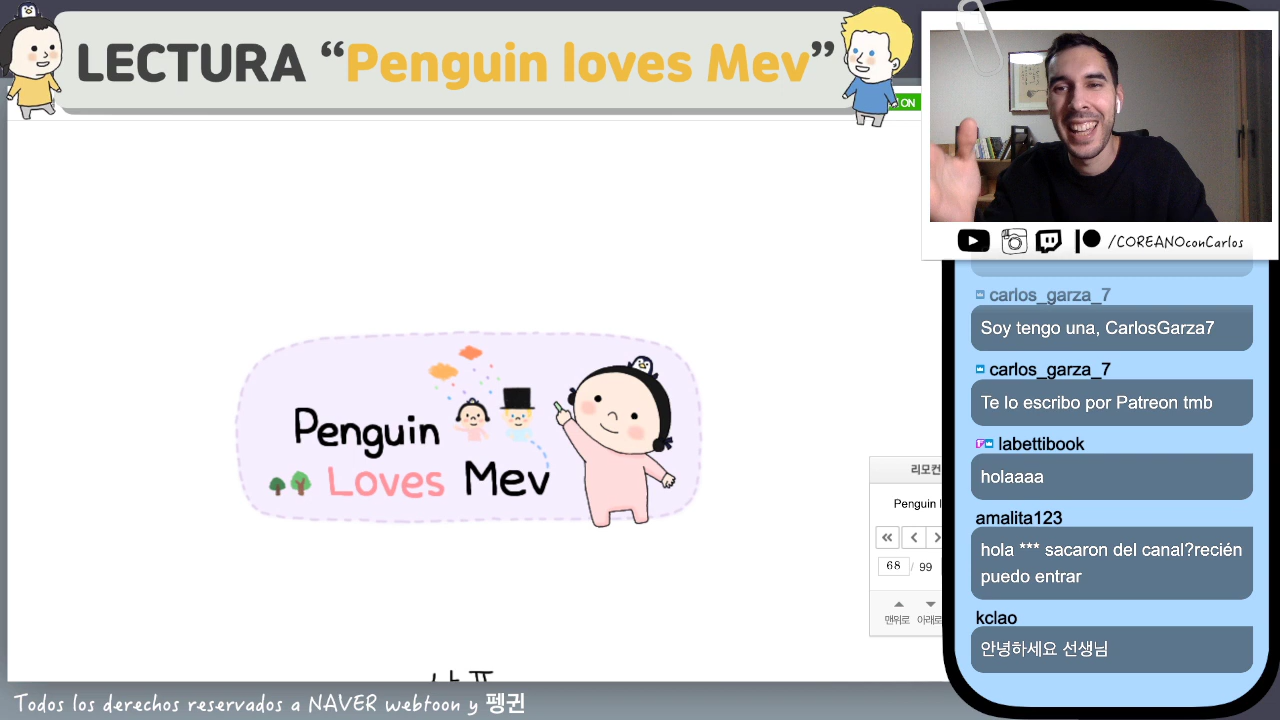 LECTURA “Penguin loves Mev”
ON
/COREANOconCarlos
carlos_garza_7
Soy tengo una, CarlosGarza7
carlos_garza_7
Te lo escribo por Patreon tmb
labettibook
holaaaa
amalita123
hola *** sacaron del canal?recién
puedo entrar
kclao
안녕하세요 선생님
Penguin
Loves Mev
리모컨
Penguin l
68 / 99
맨위로 아래로
Todos los derechos reservados a NAVER webtoon y 펭귄